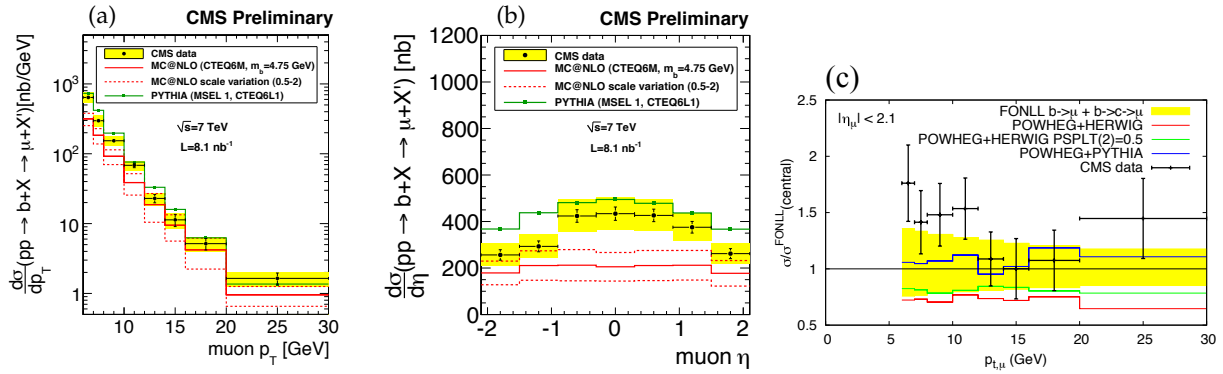 (a)
CMS Preliminary
CMS data
MC@NLO (CTEQ6M, m_b=4.75 GeV)
MC@NLO scale variation (0.5-2)
PYTHIA (MSEL 1, CTEQ6L1)
√s=7 TeV
L=8.1 nb⁻¹
dσ/dp_T (pp → b+X → μ+X')[nb/GeV]
10³
10²
10
1
10 15 20 25 30
muon p_T [GeV]
(b)
CMS Preliminary
CMS data
MC@NLO (CTEQ6M, m_b=4.75 GeV)
MC@NLO scale variation (0.5-2)
PYTHIA (MSEL 1, CTEQ6L1)
√s=7 TeV
L=8.1 nb⁻¹
dσ/dη (pp → b+X → μ+X') [nb]
1000
800
600
400
200
0
-2 -1 0 1 2
muon η
(c)
|η_μ| < 2.1
FONLL b->μ + b->c->μ
POWHEG+HERWIG
POWHEG+HERWIG PSPLT(2)=0.5
POWHEG+PYTHIA
CMS data
σ/σ^FONLL(central)
2.5
2
1.5
1
0.5
0 5 10 15 20 25 30
p_t,μ (GeV)